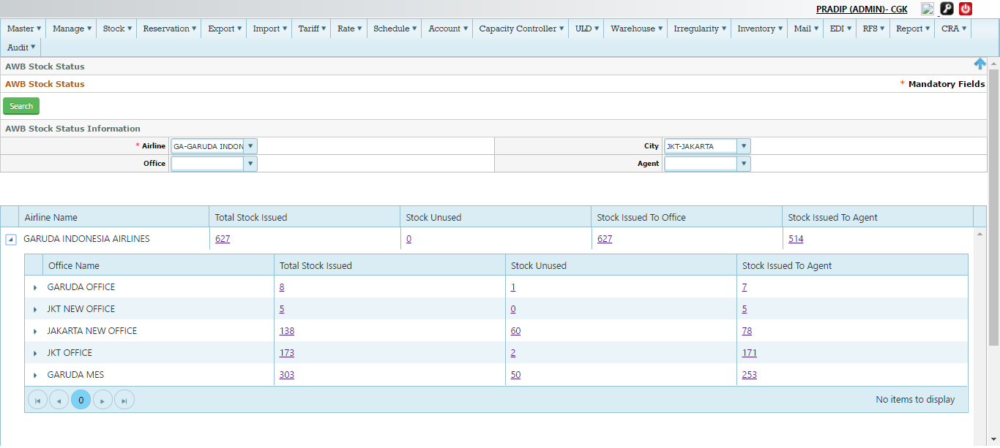 PRADIP (ADMIN)- CGK
Master Manage Stock Reservation Export Import Tariff Rate Schedule Account Capacity Controller ULD Warehouse Irregularity Inventory Mail EDI RFS Report CRA
Audit
AWB Stock Status
AWB Stock Status * Mandatory Fields
Search
AWB Stock Status Information
* Airline GA-GARUDA INDON City JKT-JAKARTA
Office Agent
Airline Name Total Stock Issued Stock Unused Stock Issued To Office Stock Issued To Agent
GARUDA INDONESIA AIRLINES 627 0 627 514
Office Name Total Stock Issued Stock Unused Stock Issued To Agent
GARUDA OFFICE 8 1 7
JKT NEW OFFICE 5 0 5
JAKARTA NEW OFFICE 138 60 78
JKT OFFICE 173 2 171
GARUDA MES 303 50 253
0 No items to display